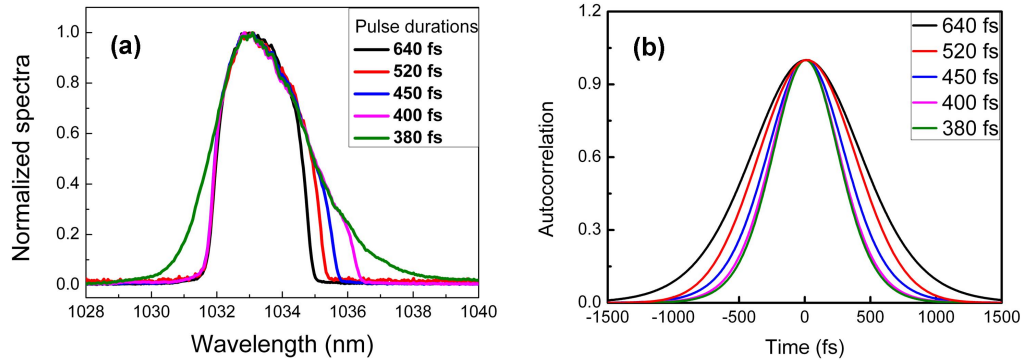 (a)
Pulse durations
640 fs
520 fs
450 fs
400 fs
380 fs
Normalized spectra
1.0
0.8
0.6
0.4
0.2
0.0
1028 1030 1032 1033 1035 1036 1038 1040
Wavelength (nm)
(b)
640 fs
520 fs
450 fs
400 fs
380 fs
Autocorrelation
1.2
0.9
0.6
0.3
0.0
-1500 -1000 -500 0 500 1000 1500
Time (fs)